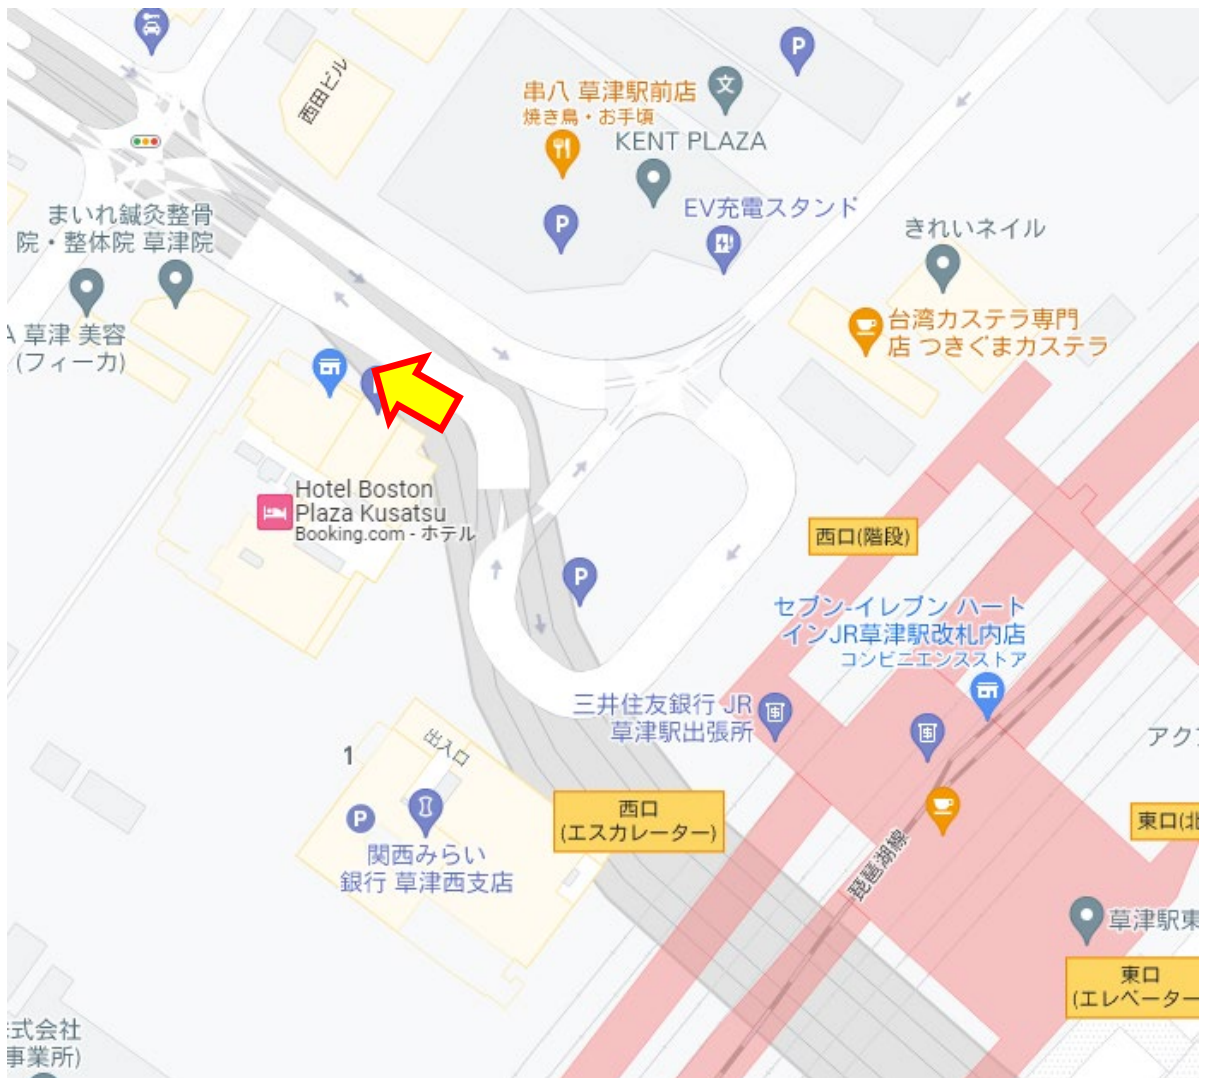 西田ビル
串八 草津駅前店
焼き鳥・お手頃
文
KENT PLAZA
P
P
EV充電スタンド
まいれ鍼灸整骨
院・整体院 草津院
きれいネイル
草津 美容
(フィーカ)
台湾カステラ専門
店 つきぐまカステラ
Hotel Boston
Plaza Kusatsu
Booking.com - ホテル
西口(階段)
P
セブン-イレブン ハート
インJR草津駅改札内店
コンビニエンスストア
三井住友銀行 JR
草津駅出張所
アク
出入口
1
西口
(エスカレーター)
東口(北
P
関西みらい
銀行 草津西支店
琵琶湖線
草津駅東
東口
(エレベーター
式会社
事業所)